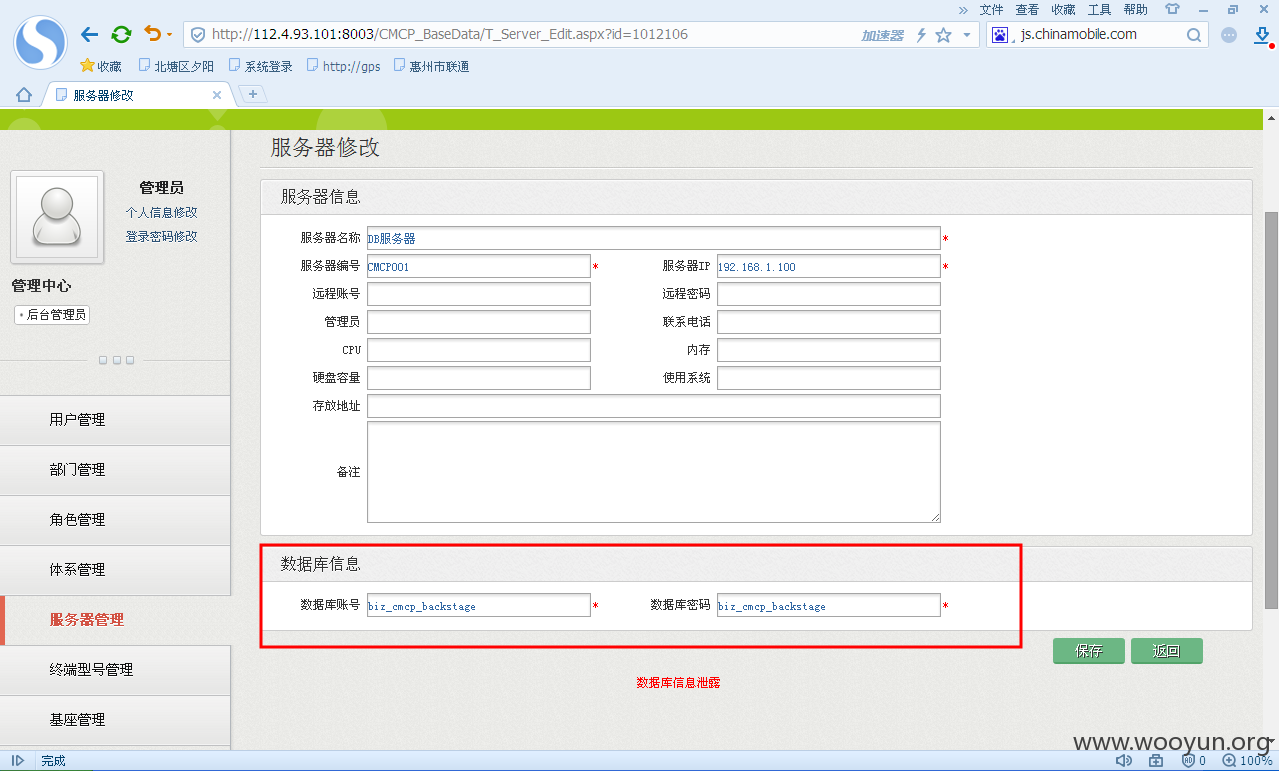 » 文件 查看 收藏 工具 帮助
http://112.4.93.101:8003/CMCP_BaseData/T_Server_Edit.aspx?id=1012106 加速器 js.chinamobile.com
收藏 北塘区夕阳 系统登录 http://gps 惠州市联通
服务器修改
服务器修改
管理员
个人信息修改
登录密码修改
管理中心
后台管理员
用户管理
部门管理
角色管理
体系管理
服务器管理
终端型号管理
基座管理
服务器信息
服务器名称 DB服务器 *
服务器编号 CMCP001 * 服务器IP 192.168.1.100 *
远程账号 远程密码
管理员 联系电话
CPU 内存
硬盘容量 使用系统
存放地址
备注
数据库信息
数据库账号 biz_cmcp_backstage * 数据库密码 biz_cmcp_backstage *
保存 返回
数据库信息泄露
www.wooyun.org
完成 0 100%